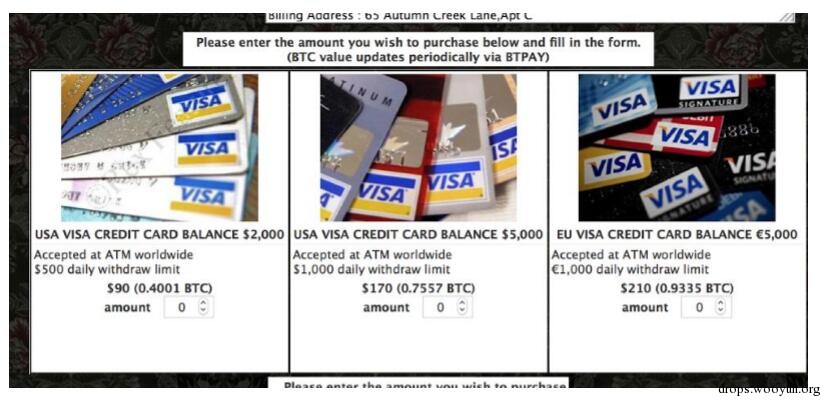 Billing Address : 65 Autumn Creek Lane,Apt C
Please enter the amount you wish to purchase below and fill in the form.
(BTC value updates periodically via BTPAY)
VISA
VISA
VISA
PLATINUM
VISA
VISA
VISA
VISA
SIGNATURE
VISA
VISA
VISA
VISA
SIGNATURE
USA VISA CREDIT CARD BALANCE $2,000
Accepted at ATM worldwide
$500 daily withdraw limit
$90 (0.4001 BTC)
amount 0
USA VISA CREDIT CARD BALANCE $5,000
Accepted at ATM worldwide
$1,000 daily withdraw limit
$170 (0.7557 BTC)
amount 0
EU VISA CREDIT CARD BALANCE €5,000
Accepted at ATM worldwide
€1,000 daily withdraw limit
$210 (0.9335 BTC)
amount 0
Please enter the amount you wish to purchase
drops.wooyun.org